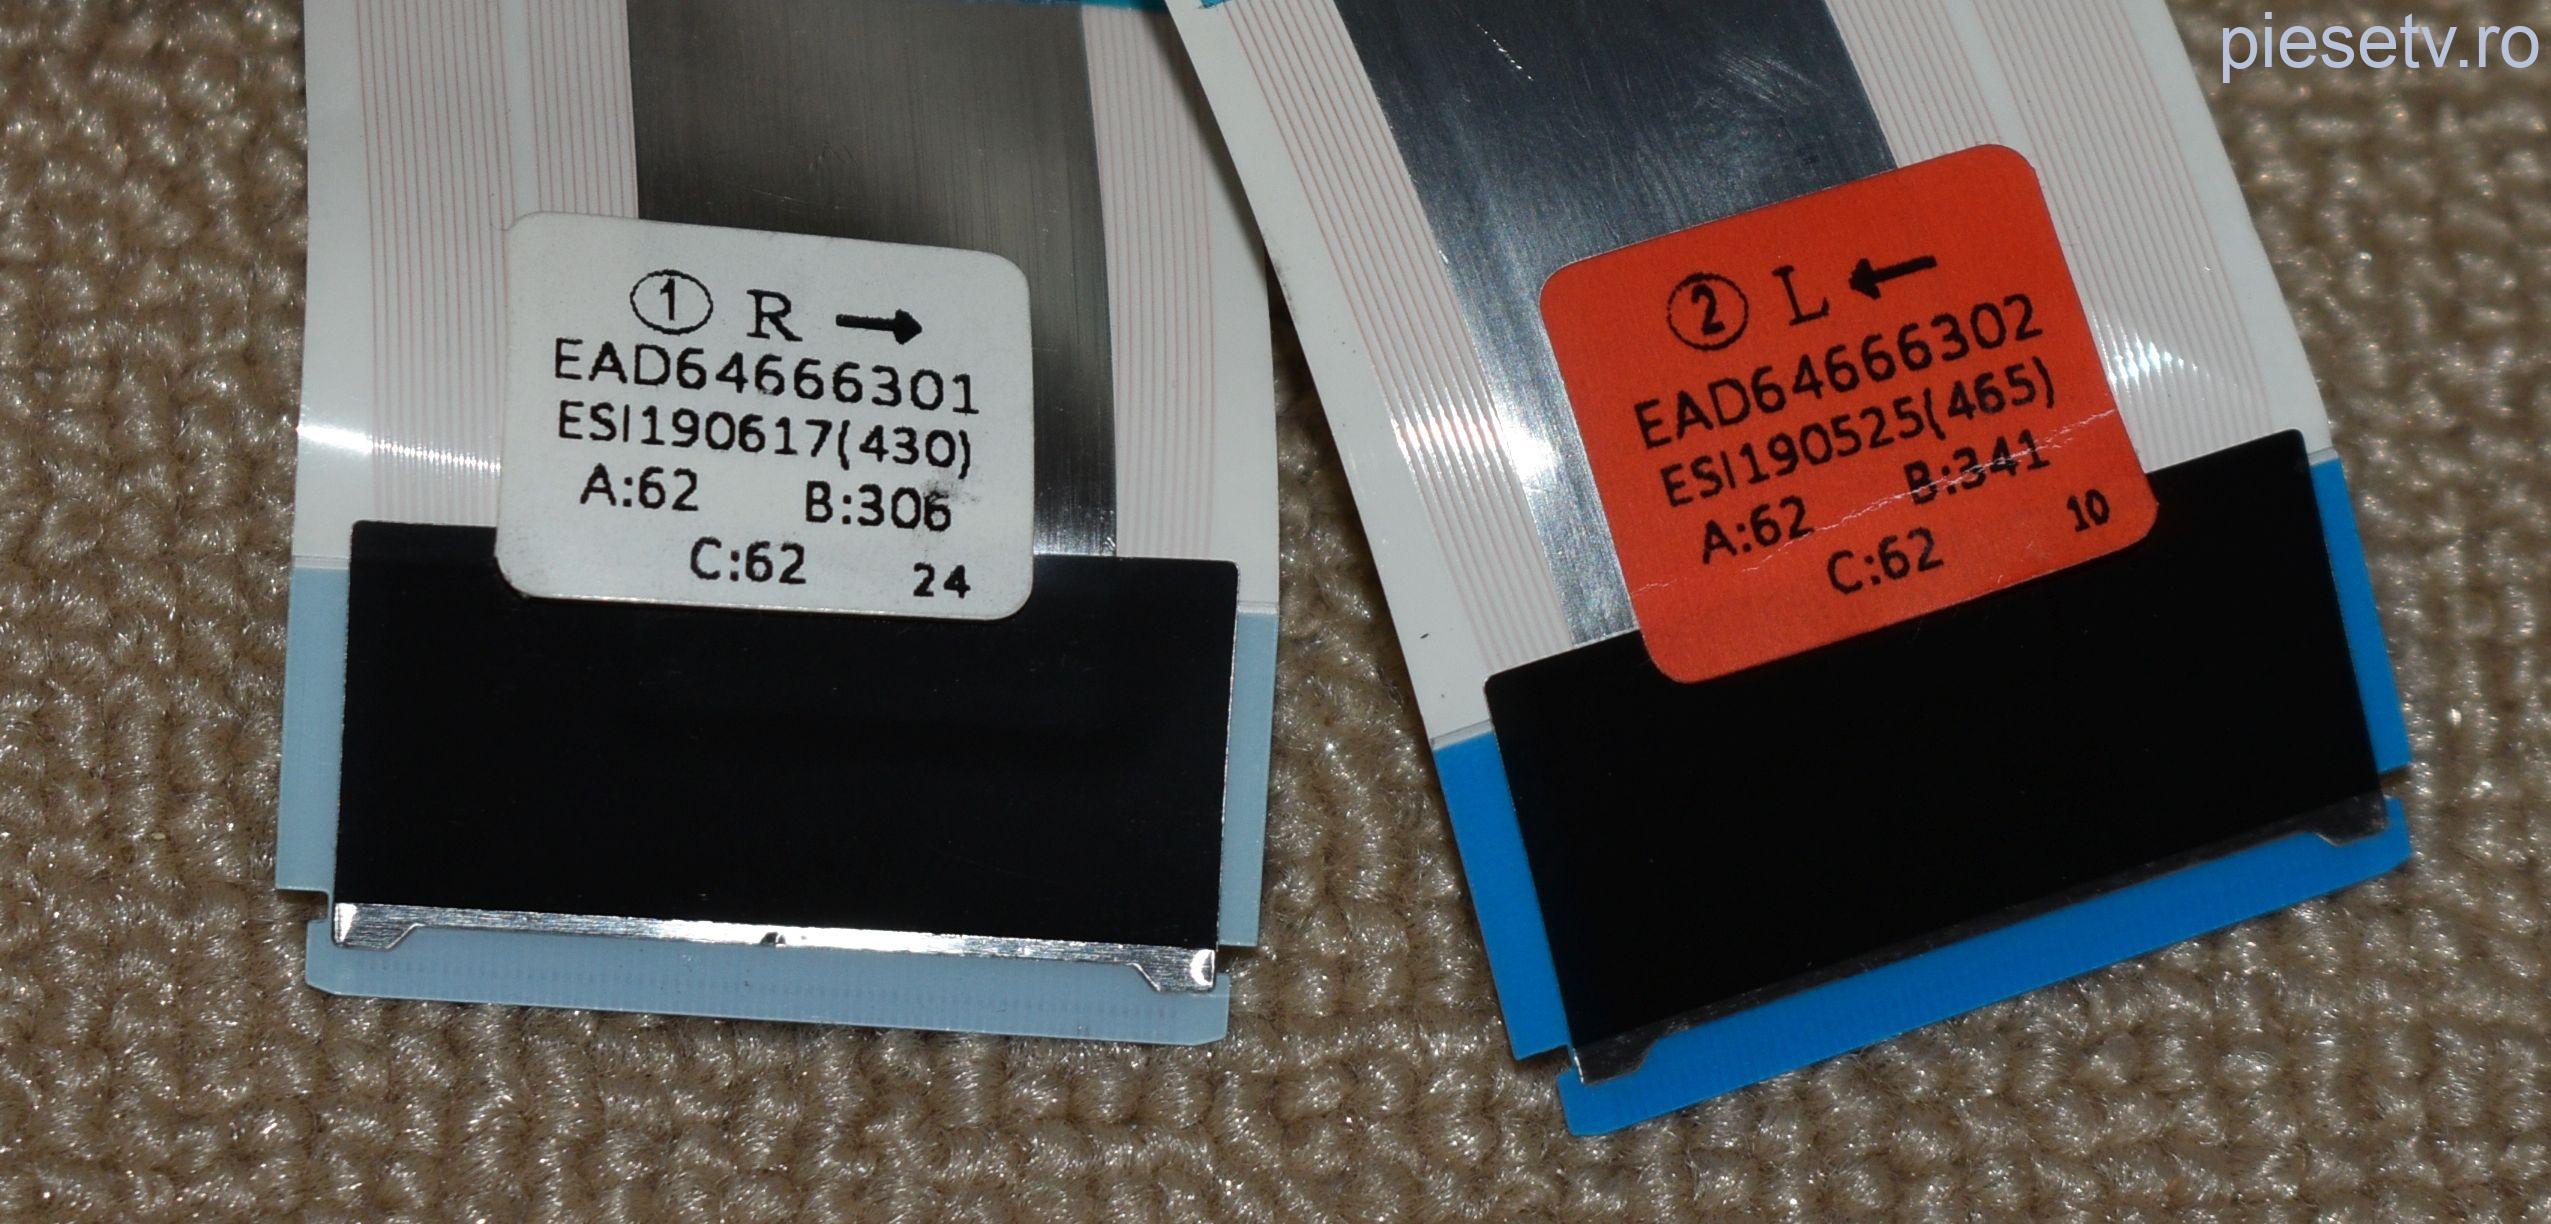 piesetv.ro
① R →
EAD64666301
ESI190617(430)
A:62 B:306
C:62 24
② L ←
EAD64666302
ESI190525(465)
A:62 B:341
C:62 10